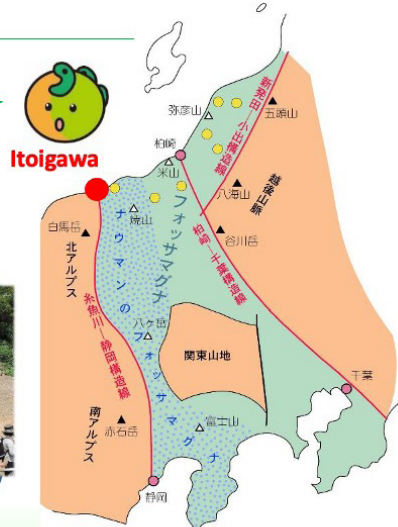 Itoigawa
弥彦山
新発田-小出構造線
五頭山
柏崎
米山
八海山
越後山脈
焼山
フォッサマグナ
白馬岳
谷川岳
北アルプス
ナウマンのフォッサマグナ
柏崎-千葉構造線
糸魚川-静岡構造線
八ヶ岳
関東山地
千葉
南アルプス
赤石岳
富士山
静岡